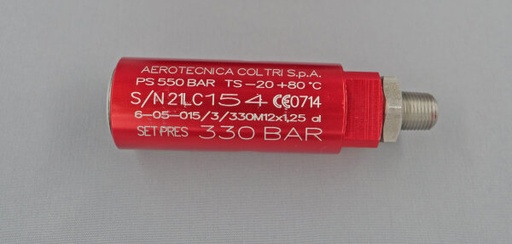 AEROTECNICA COLTRI S.p.A.
PS 550 BAR TS -20 +80 °C
S/N 21LC154 CE0714
6-05-015/3/330M12x1,25 al
SET PRES 330 BAR